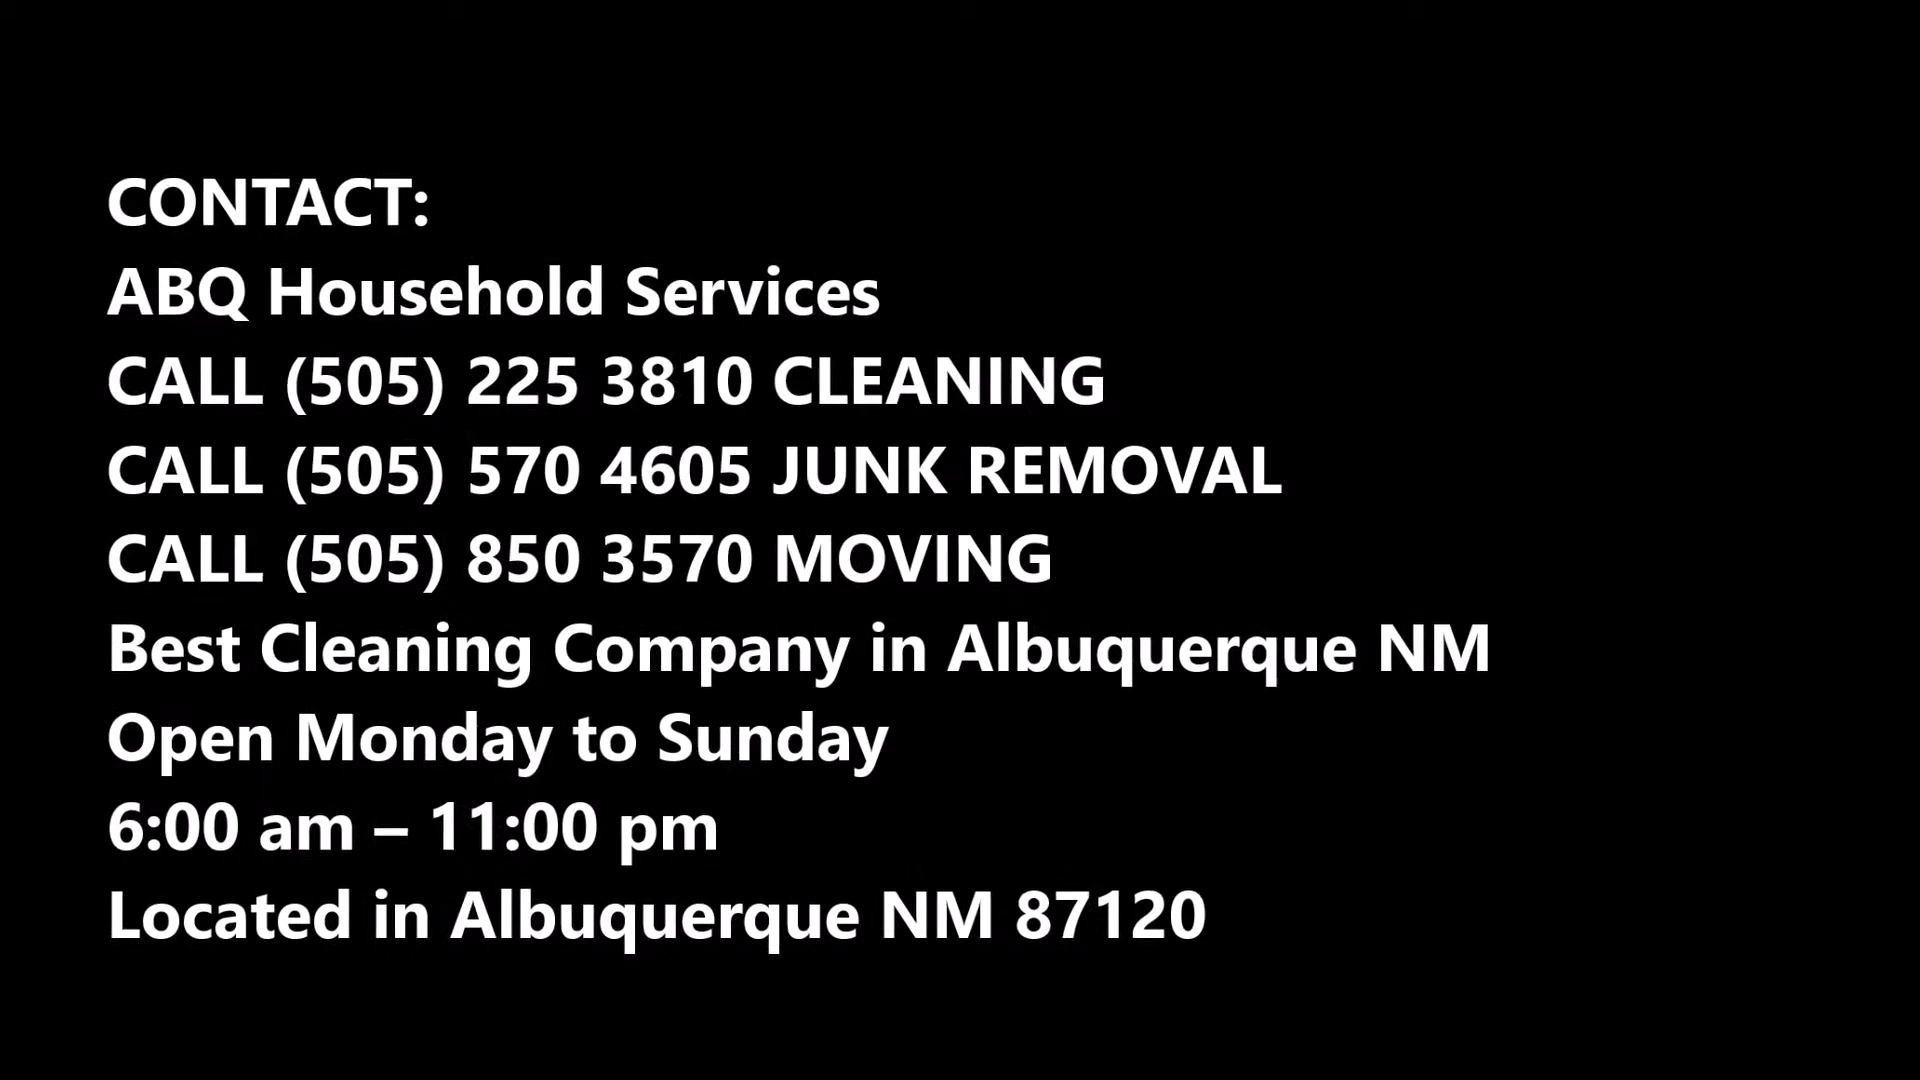 CONTACT:
ABQ Household Services
CALL (505) 225 3810 CLEANING
CALL (505) 570 4605 JUNK REMOVAL
CALL (505) 850 3570 MOVING
Best Cleaning Company in Albuquerque NM
Open Monday to Sunday
6:00 am – 11:00 pm
Located in Albuquerque NM 87120